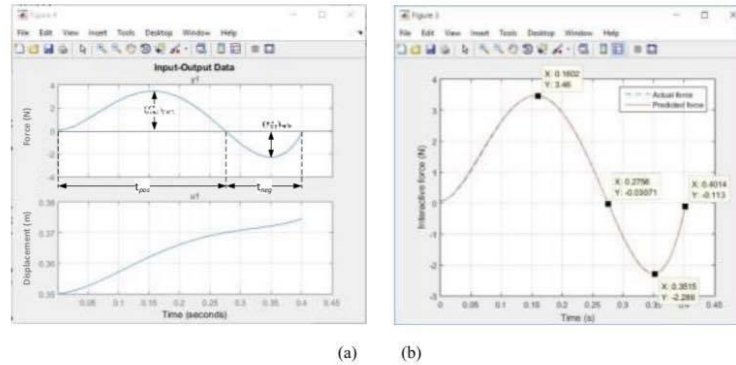 Figure 4
File Edit View Insert Tools Desktop Window Help
Input-Output Data
y1
Force (N)
4
2
0
-2
-4
t_pos
t_neg
u1
Displacement (m)
0.38
0.37
0.36
0.35
0.05 0.1 0.15 0.2 0.25 0.3 0.35 0.4 0.45
Time (seconds)
(a)
Figure 3
File Edit View Insert Tools Desktop Window Help
Interactive force (N)
4
3
2
1
0
-1
-2
-3
X: 0.1602
Y: 3.46
Actual force
Predicted force
X: 0.2756
Y: -0.03071
X: 0.4014
Y: -0.113
X: 0.3515
Y: -2.286
0 0.05 0.1 0.15 0.2 0.25 0.3 0.35 0.4 0.45
Time (s)
(b)